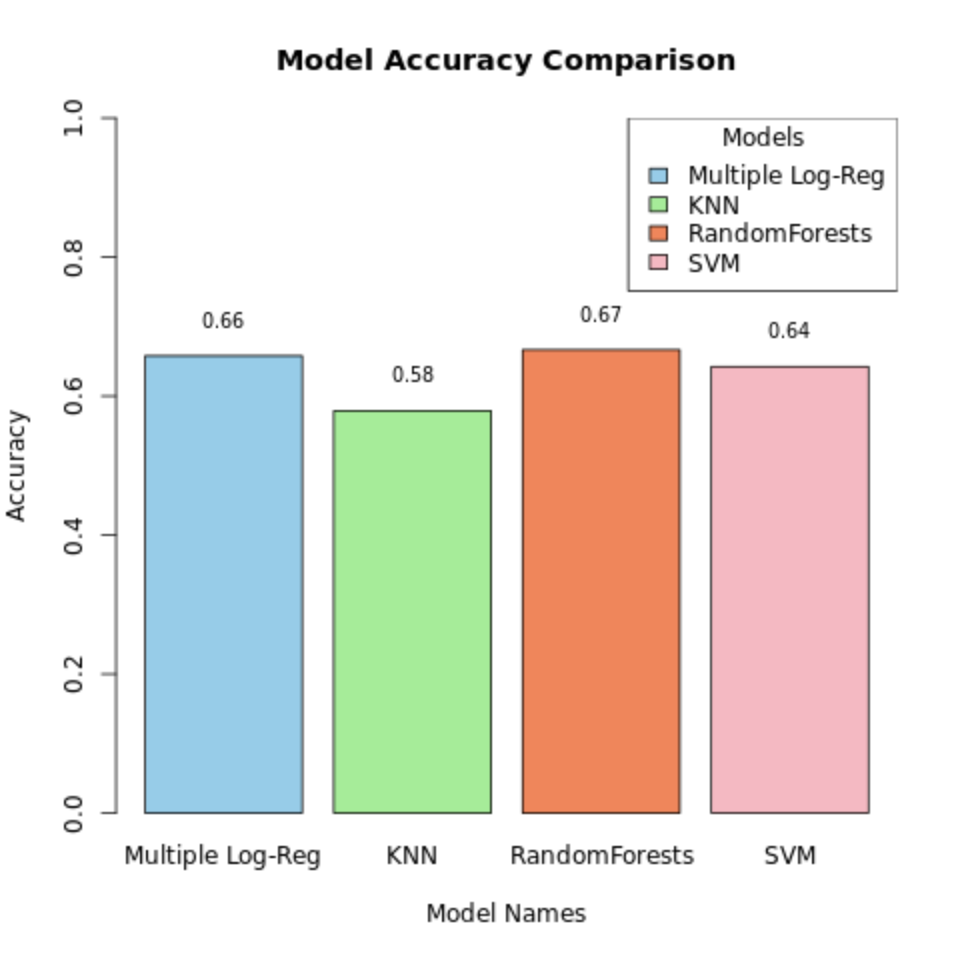 Model Accuracy Comparison
Accuracy
1.0
0.8
0.6
0.4
0.2
0.0
Models
Multiple Log-Reg
KNN
RandomForests
SVM
0.66
0.58
0.67
0.64
Multiple Log-Reg
KNN
RandomForests
SVM
Model Names